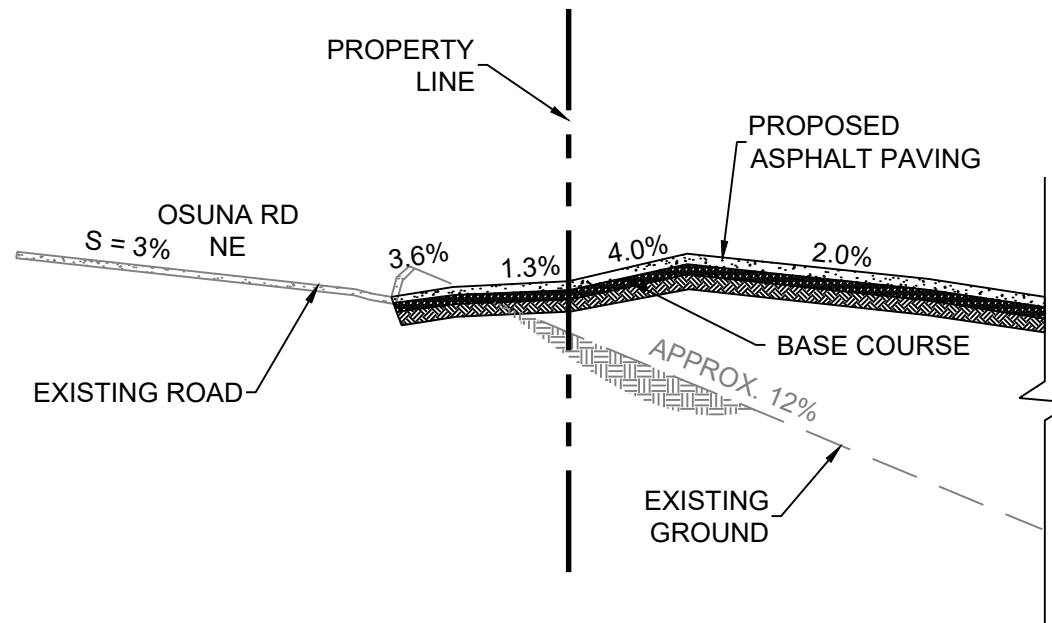 PROPERTY
LINE
PROPOSED
ASPHALT PAVING
OSUNA RD
NE
S = 3%
3.6%
1.3%
4.0%
2.0%
BASE COURSE
APPROX. 12%
EXISTING ROAD
EXISTING
GROUND